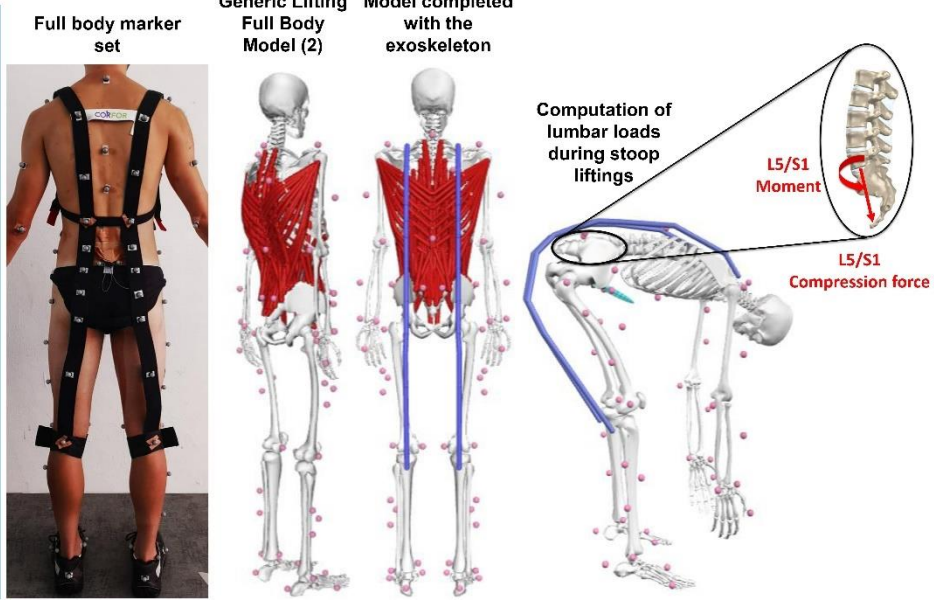 Full body marker
set
Generic Lifting
Full Body
Model (2)
Model completed
with the
exoskeleton
CORFOR
Computation of
lumbar loads
during stoop
liftings
L5/S1
Moment
L5/S1
Compression force